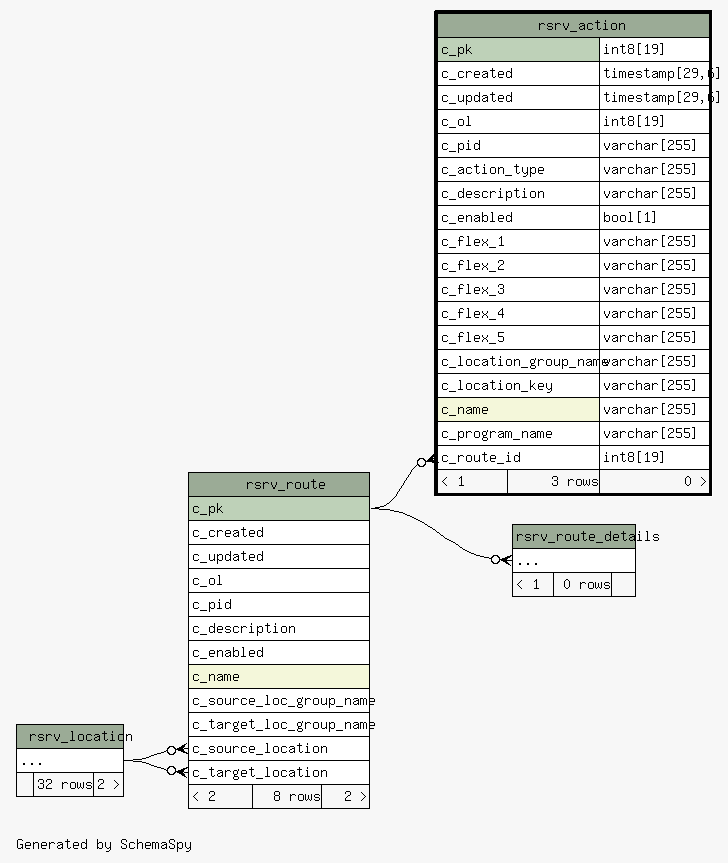 rsrv_action
c_pk int8[19]
c_created timestamp[29,6]
c_updated timestamp[29,6]
c_ol int8[19]
c_pid varchar[255]
c_action_type varchar[255]
c_description varchar[255]
c_enabled bool[1]
c_flex_1 varchar[255]
c_flex_2 varchar[255]
c_flex_3 varchar[255]
c_flex_4 varchar[255]
c_flex_5 varchar[255]
c_location_group_name varchar[255]
c_location_key varchar[255]
c_name varchar[255]
c_program_name varchar[255]
c_route_id int8[19]
< 1 3 rows 0 >
rsrv_route
c_pk
c_created
c_updated
c_ol
c_pid
c_description
c_enabled
c_name
c_source_loc_group_name
c_target_loc_group_name
c_source_location
c_target_location
< 2 8 rows 2 >
rsrv_route_details
...
< 1 0 rows
rsrv_location
...
32 rows 2 >
Generated by SchemaSpy